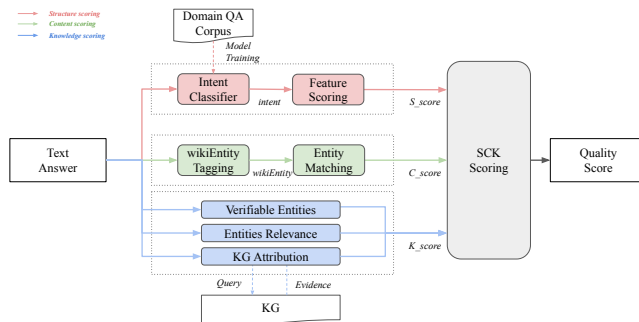 Structure scoring
Content scoring
Knowledge scoring
Domain QA
Corpus
Model
Training
Intent
Classifier
intent
Feature
Scoring
S_score
Text
Answer
wikiEntity
Tagging
wikiEntity
Entity
Matching
C_score
SCK
Scoring
Quality
Score
Verifiable Entities
Entities Relevance
KG Attribution
K_score
Query
Evidence
KG